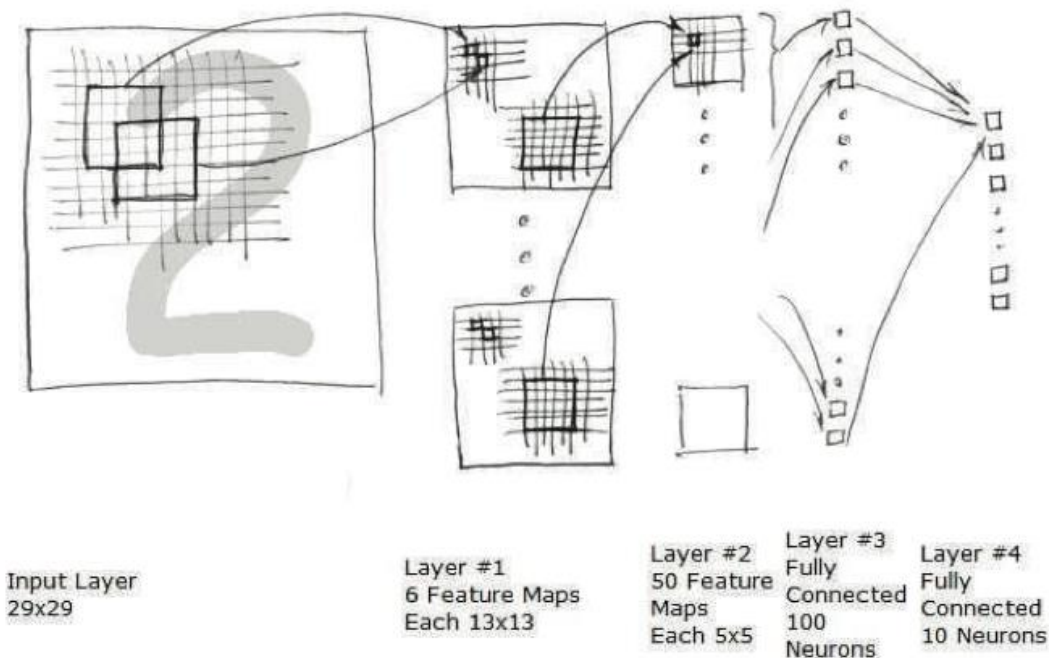 2
Input Layer
29x29
Layer #1
6 Feature Maps
Each 13x13
Layer #2
50 Feature
Maps
Each 5x5
Layer #3
Fully
Connected
100
Neurons
Layer #4
Fully
Connected
10 Neurons